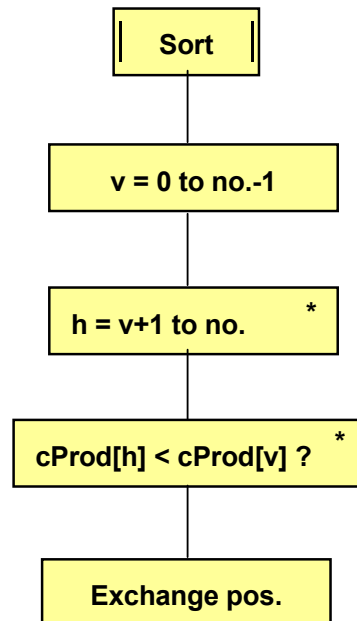 Sort
v = 0 to no.-1
h = v+1 to no. *
cProd[h] < cProd[v] ? *
Exchange pos.